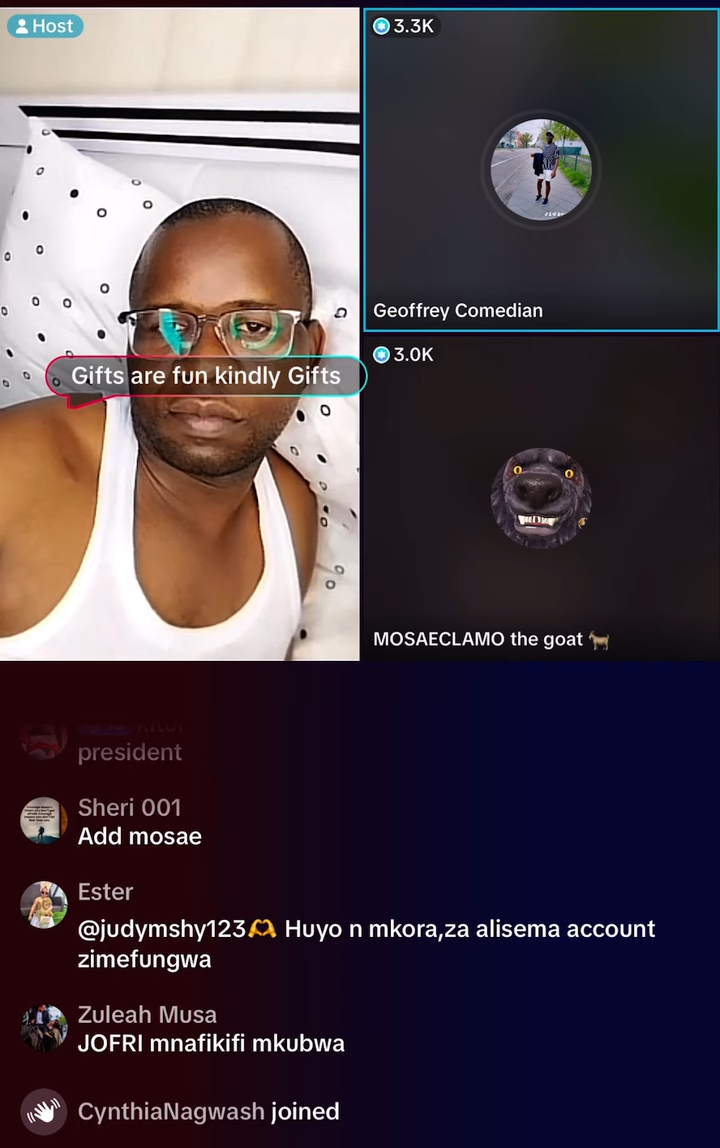 Host
3.3K
Geoffrey Comedian
Gifts are fun kindly Gifts
3.0K
MOSAECLAMO the goat 🐐
president
Sheri 001
Add mosae
Ester
@judymshy123🫶 Huyo n mkora,za alisema account
zimefungwa
Zuleah Musa
JOFRI mnafikifi mkubwa
CynthiaNagwash joined